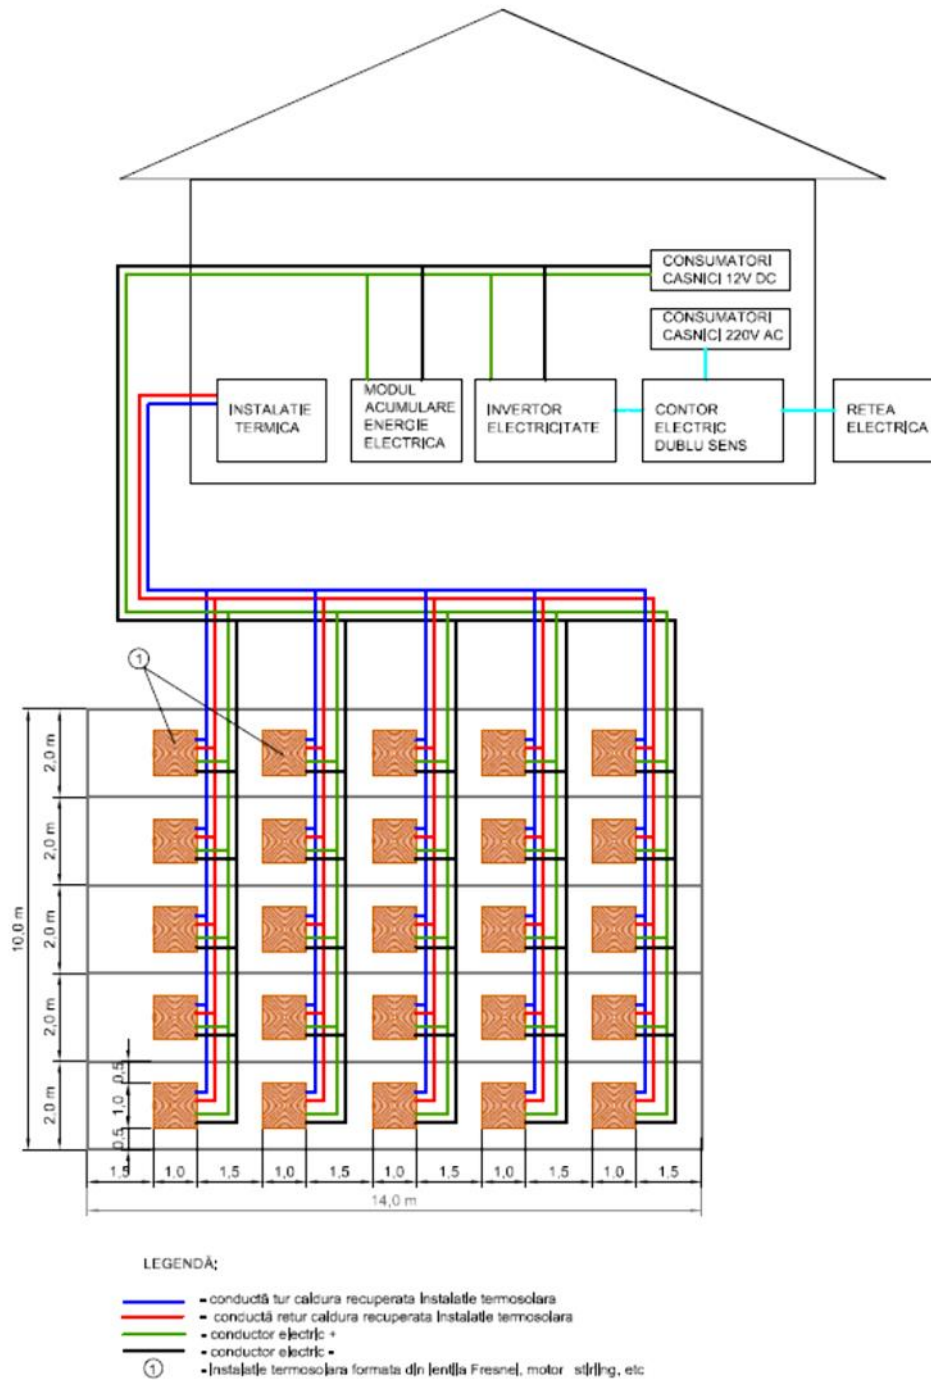 CONSUMATORI
CASNICI 12V DC
CONSUMATORI
CASNICI 220V AC
INSTALATIE
TERMICA
MODUL
ACUMULARE
ENERGIE
ELECTRICA
INVERTOR
ELECTRICITATE
CONTOR
ELECTRIC
DUBLU SENS
RETEA
ELECTRICA
1
2,0 m
2,0 m
2,0 m
2,0 m
2,0 m
10,0 m
0,5
1,0
0,5
1,5 1,0 1,5 1,0 1,5 1,0 1,5 1,0 1,5 1,0 1,5
14,0 m
LEGENDĂ:
- conductă tur caldura recuperata instalatie termosolara
- conductă retur caldura recuperata instalatie termosolara
- conductor electric +
- conductor electric -
1 - instalatie termosolara formata din lentila Fresnel, motor stirling, etc